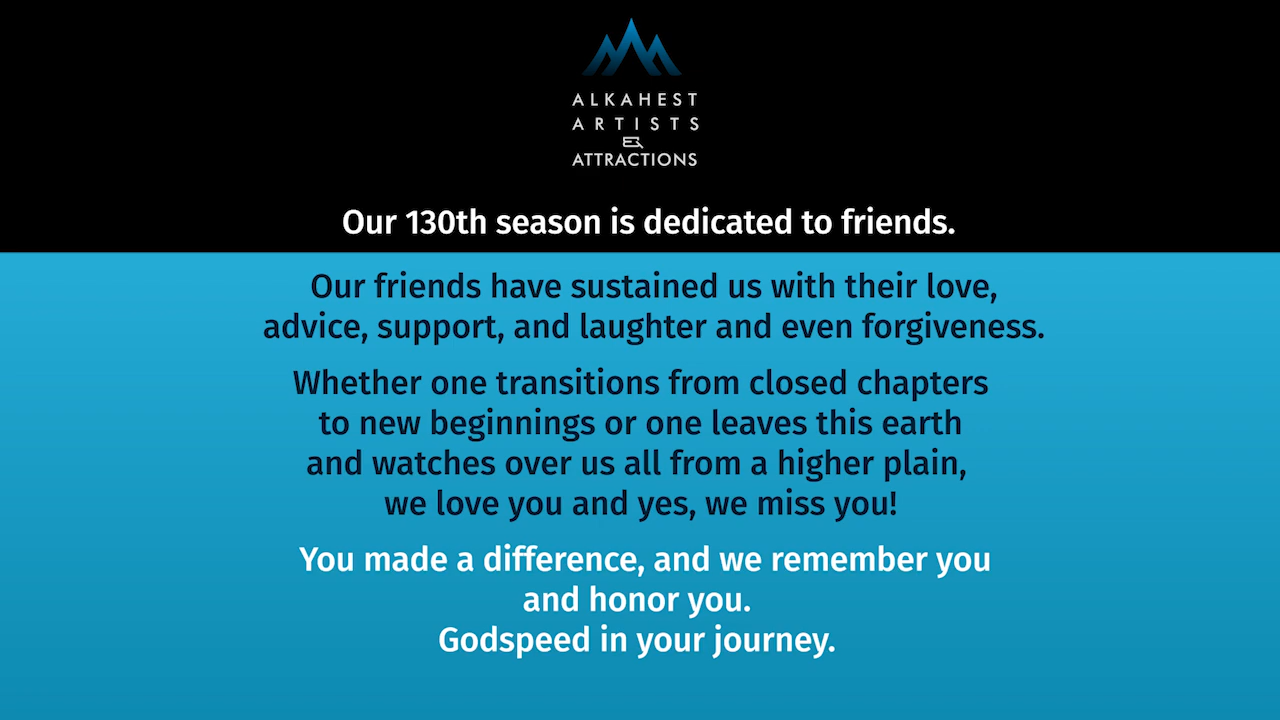 ALKAHEST
ARTISTS
&
ATTRACTIONS
Our 130th season is dedicated to friends.
Our friends have sustained us with their love,
advice, support, and laughter and even forgiveness.
Whether one transitions from closed chapters
to new beginnings or one leaves this earth
and watches over us all from a higher plain,
we love you and yes, we miss you!
You made a difference, and we remember you
and honor you.
Godspeed in your journey.